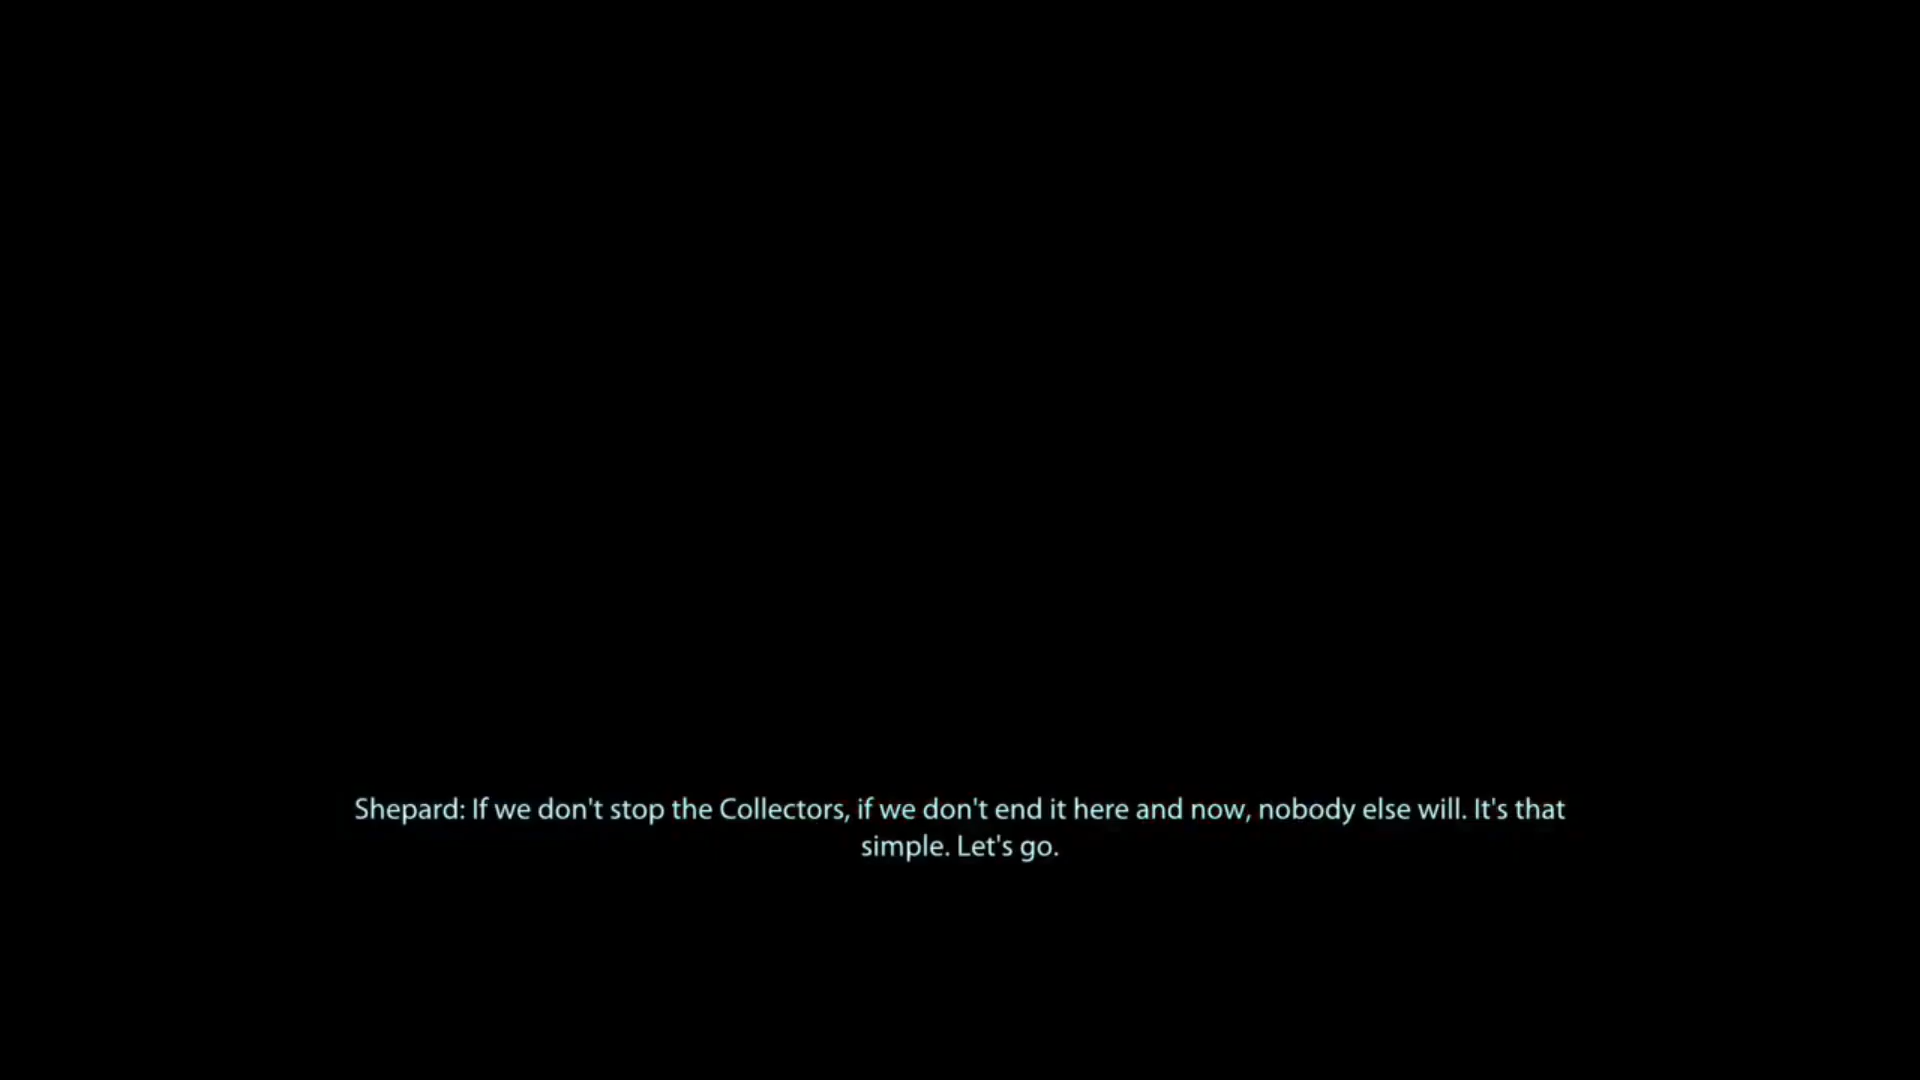 Shepard: If we don't stop the Collectors, if we don't end it here and now, nobody else will. It's that
simple. Let's go.